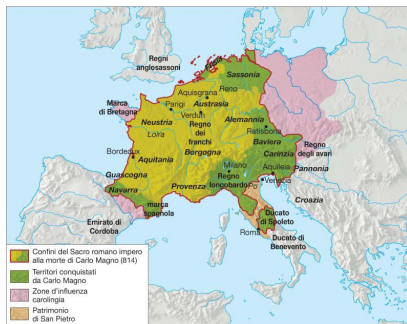 Regni
anglosassoni
Frisia
Sassonia
Aquisgrana
Reno
Marca
di Bretagna
Parigi
Austrasia
Verdun
Neustria
Loira
Regno
dei
franchi
Alemannia
Ratisbona
Baviera
Regno
degli avari
Borgogna
Carinzia
Bordeaux
Aquitania
Pannonia
Milano
Aquileia
Guascogna
Provenza
Regno
longobardo
Po
Venezia
Navarra
Croazia
marca
spagnola
Ducato
di Spoleto
Emirato di
Cordoba
Roma
Ducato di
Benevento
Confini del Sacro romano impero
alla morte di Carlo Magno (814)
Territori conquistati
da Carlo Magno
Zone d'influenza
carolingia
Patrimonio
di San Pietro